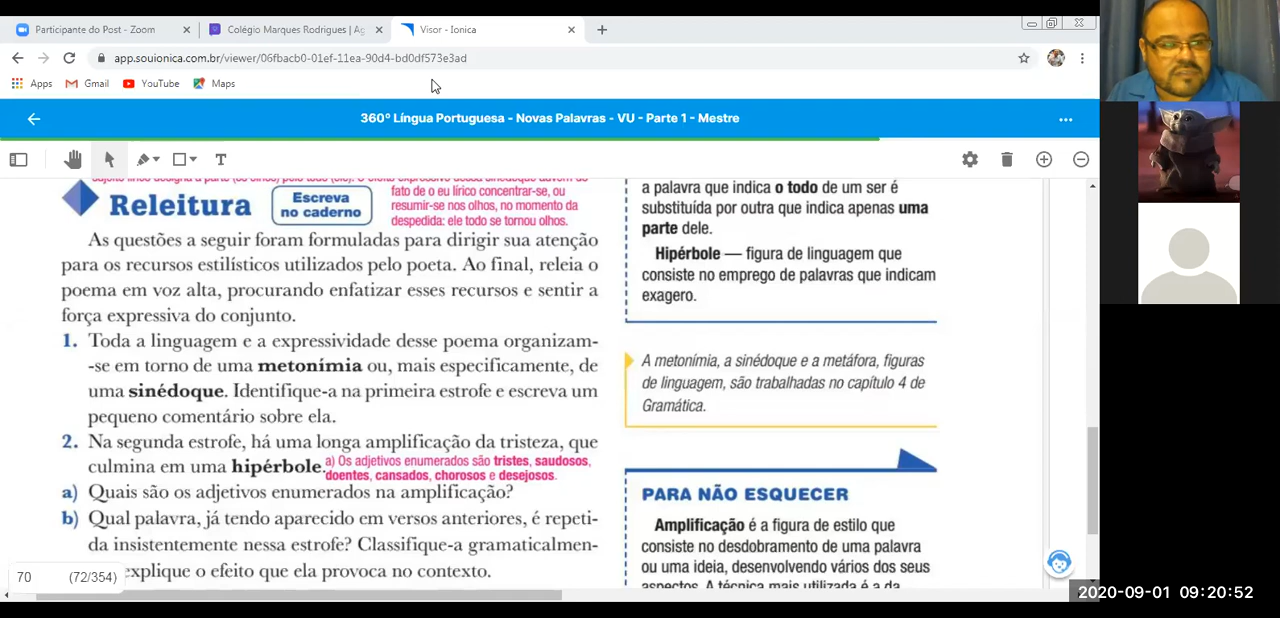 Participante do Post - Zoom
Colégio Marques Rodrigues | Ag
Visor - Ionica
app.souionica.com.br/viewer/06fbacb0-01ef-11ea-90d4-bd0df573e3ad
Apps
Gmail
YouTube
Maps
360º Língua Portuguesa - Novas Palavras - VU - Parte 1 - Mestre
T
Releitura
Escreva
no caderno
fato de o eu lírico concentrar-se, ou
resumir-se nos olhos, no momento da
despedida: ele todo se tornou olhos.
As questões a seguir foram formuladas para dirigir sua atenção
para os recursos estilísticos utilizados pelo poeta. Ao final, releia o
poema em voz alta, procurando enfatizar esses recursos e sentir a
força expressiva do conjunto.
1. Toda a linguagem e a expressividade desse poema organizam-
-se em torno de uma metonímia ou, mais especificamente, de
uma sinédoque. Identifique-a na primeira estrofe e escreva um
pequeno comentário sobre ela.
2. Na segunda estrofe, há uma longa amplificação da tristeza, que
culmina em uma hipérbole.
a) Os adjetivos enumerados são tristes, saudosos,
doentes, cansados, chorosos e desejosos.
a) Quais são os adjetivos enumerados na amplificação?
b) Qual palavra, já tendo aparecido em versos anteriores, é repeti-
da insistentemente nessa estrofe? Classifique-a gramaticalmen-
explique o efeito que ela provoca no contexto.
70 (72/354)
a palavra que indica o todo de um ser é
substituída por outra que indica apenas uma
parte dele.
Hipérbole — figura de linguagem que
consiste no emprego de palavras que indicam
exagero.
A metonímia, a sinédoque e a metáfora, figuras
de linguagem, são trabalhadas no capítulo 4 de
Gramática.
PARA NÃO ESQUECER
Amplificação é a figura de estilo que
consiste no desdobramento de uma palavra
ou uma ideia, desenvolvendo vários dos seus
aspectos. A técnica mais utilizada é a da
2020-09-01 09:20:52